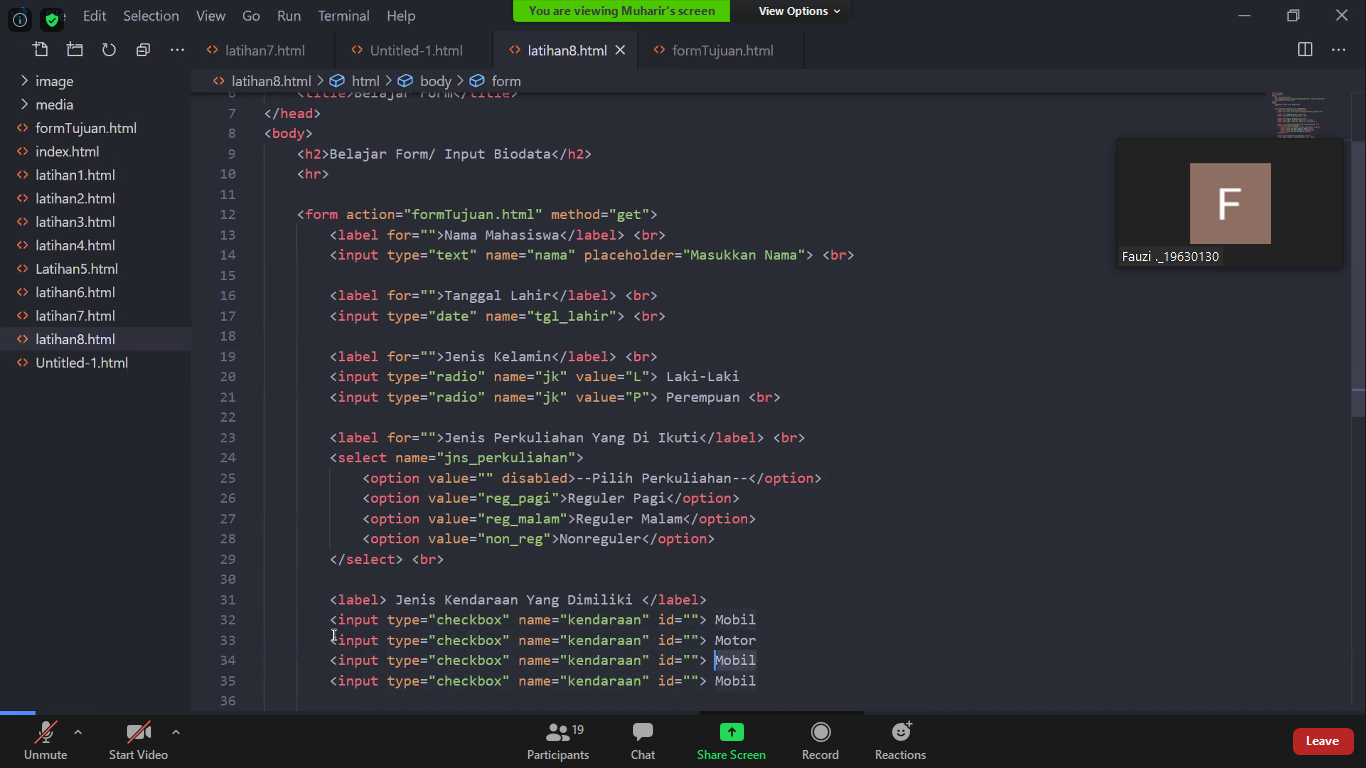 Edit Selection View Go Run Terminal Help
You are viewing Muharir's screen View Options
latihan7.html Untitled-1.html latihan8.html formTujuan.html
latihan8.html > html > body > form
image
media
formTujuan.html
index.html
latihan1.html
latihan2.html
latihan3.html
latihan4.html
Latihan5.html
latihan6.html
latihan7.html
latihan8.html
Untitled-1.html
6 <title>Belajar Form</title>
7 </head>
8 <body>
9 <h2>Belajar Form/ Input Biodata</h2>
10 <hr>
11
12 <form action="formTujuan.html" method="get">
13 <label for="">Nama Mahasiswa</label> <br>
14 <input type="text" name="nama" placeholder="Masukkan Nama"> <br>
15
16 <label for="">Tanggal Lahir</label> <br>
17 <input type="date" name="tgl_lahir"> <br>
18
19 <label for="">Jenis Kelamin</label> <br>
20 <input type="radio" name="jk" value="L"> Laki-Laki
21 <input type="radio" name="jk" value="P"> Perempuan <br>
22
23 <label for="">Jenis Perkuliahan Yang Di Ikuti</label> <br>
24 <select name="jns_perkuliahan">
25 <option value="" disabled>--Pilih Perkuliahan--</option>
26 <option value="reg_pagi">Reguler Pagi</option>
27 <option value="reg_malam">Reguler Malam</option>
28 <option value="non_reg">Nonreguler</option>
29 </select> <br>
30
31 <label> Jenis Kendaraan Yang Dimiliki </label>
32 <input type="checkbox" name="kendaraan" id=""> Mobil
33 <input type="checkbox" name="kendaraan" id=""> Motor
34 <input type="checkbox" name="kendaraan" id=""> Mobil
35 <input type="checkbox" name="kendaraan" id=""> Mobil
36
F
Fauzi ._19630130
Unmute
Start Video
Participants 19
Chat
Share Screen
Record
Reactions
Leave